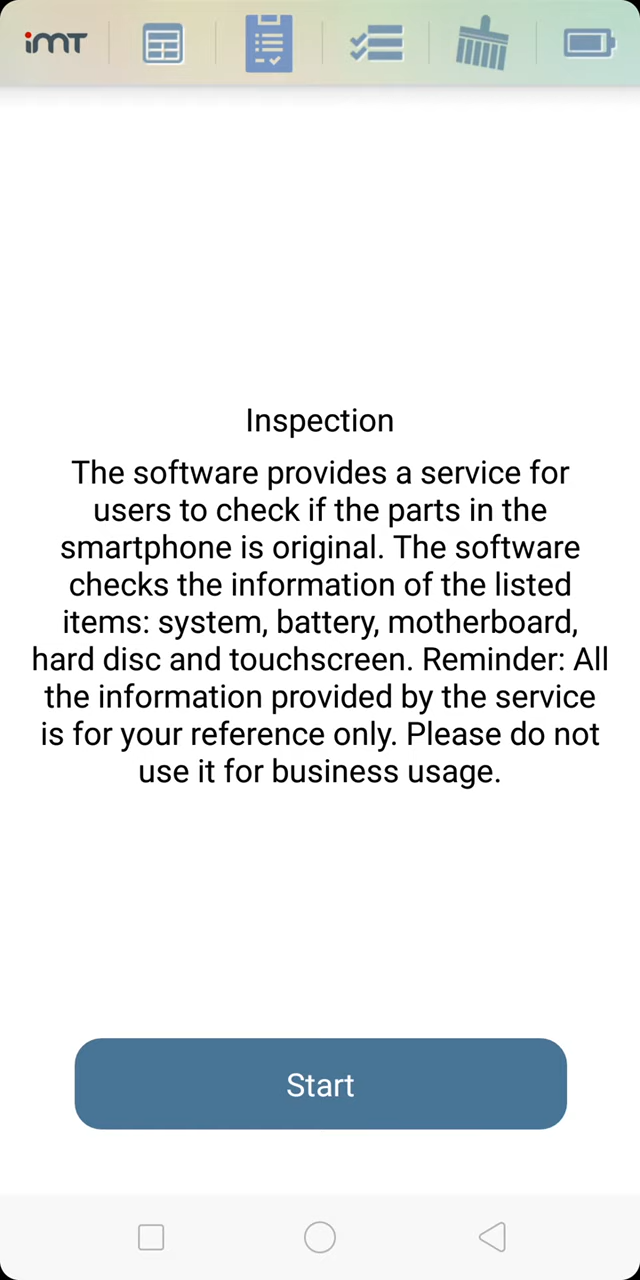 imT
Inspection
The software provides a service for
users to check if the parts in the
smartphone is original. The software
checks the information of the listed
items: system, battery, motherboard,
hard disc and touchscreen. Reminder: All
the information provided by the service
is for your reference only. Please do not
use it for business usage.
Start